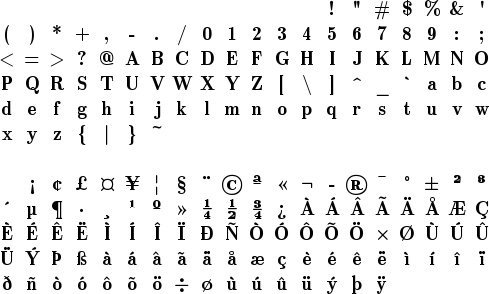 ! " # $ % & '
( ) * + , - . / 0 1 2 3 4 5 6 7 8 9 : ;
< = > ? @ A B C D E F G H I J K L M N O
P Q R S T U V W X Y Z [ \ ] ^ _ ` a b c
d e f g h i j k l m n o p q r s t u v w
x y z { | } ~
¡ ¢ £ ¤ ¥ ¦ § ¨ © ª « ¬ - ® ¯ ° ± ² ³
´ µ ¶ · ¸ ¹ º » ¼ ½ ¾ ¿ À Á Â Ã Ä Å Æ Ç
È É Ê Ë Ì Í Î Ï Ð Ñ Ò Ó Ô Õ Ö × Ø Ù Ú Û
Ü Ý Þ ß à á â ã ä å æ ç è é ê ë ì í î ï
ð ñ ò ó ô õ ö ÷ ø ù ú û ü ý þ ÿ